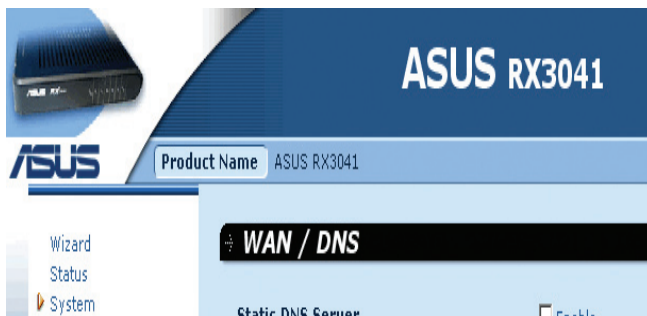 ASUS RX3041
ASUS
Product Name ASUS RX3041
WAN / DNS
Wizard
Status
System
Static DNS Server Enable